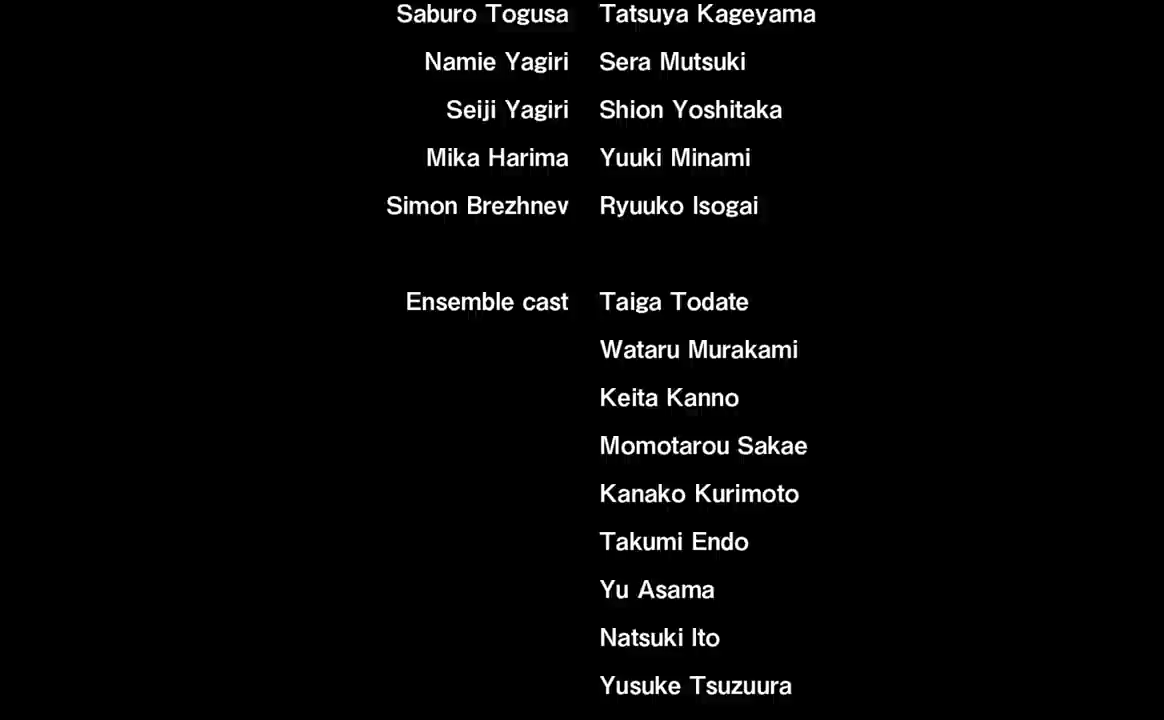 Saburo Togusa Tatsuya Kageyama
Namie Yagiri Sera Mutsuki
Seiji Yagiri Shion Yoshitaka
Mika Harima Yuuki Minami
Simon Brezhnev Ryuuko Isogai
Ensemble cast Taiga Todate
Wataru Murakami
Keita Kanno
Momotarou Sakae
Kanako Kurimoto
Takumi Endo
Yu Asama
Natsuki Ito
Yusuke Tsuzuura